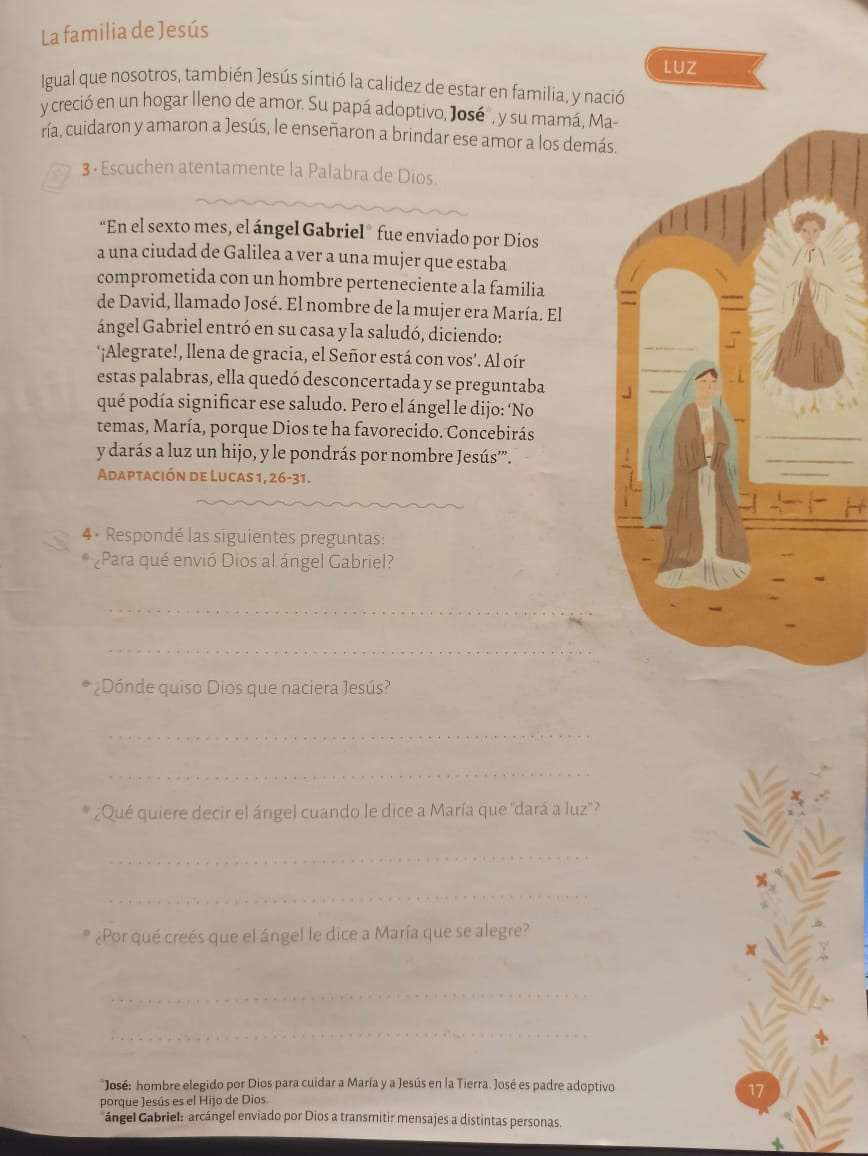 La familia de Jesús
LUZ
Igual que nosotros, también Jesús sintió la calidez de estar en familia, y nació
y creció en un hogar lleno de amor. Su papá adoptivo, José*, y su mamá, Ma-
ría, cuidaron y amaron a Jesús, le enseñaron a brindar ese amor a los demás.
3 • Escuchen atentamente la Palabra de Dios.
“En el sexto mes, el ángel Gabriel* fue enviado por Dios
a una ciudad de Galilea a ver a una mujer que estaba
comprometida con un hombre perteneciente a la familia
de David, llamado José. El nombre de la mujer era María. El
ángel Gabriel entró en su casa y la saludó, diciendo:
‘¡Alegrate!, llena de gracia, el Señor está con vos’. Al oír
estas palabras, ella quedó desconcertada y se preguntaba
qué podía significar ese saludo. Pero el ángel le dijo: ‘No
temas, María, porque Dios te ha favorecido. Concebirás
y darás a luz un hijo, y le pondrás por nombre Jesús’”.
Adaptación de Lucas 1, 26-31.
4 • Respondé las siguientes preguntas:
* ¿Para qué envió Dios al ángel Gabriel?
* ¿Dónde quiso Dios que naciera Jesús?
* ¿Qué quiere decir el ángel cuando le dice a María que "dará a luz"?
* ¿Por qué creés que el ángel le dice a María que se alegre?
*José: hombre elegido por Dios para cuidar a María y a Jesús en la Tierra. José es padre adoptivo
porque Jesús es el Hijo de Dios.
*ángel Gabriel: arcángel enviado por Dios a transmitir mensajes a distintas personas.
17